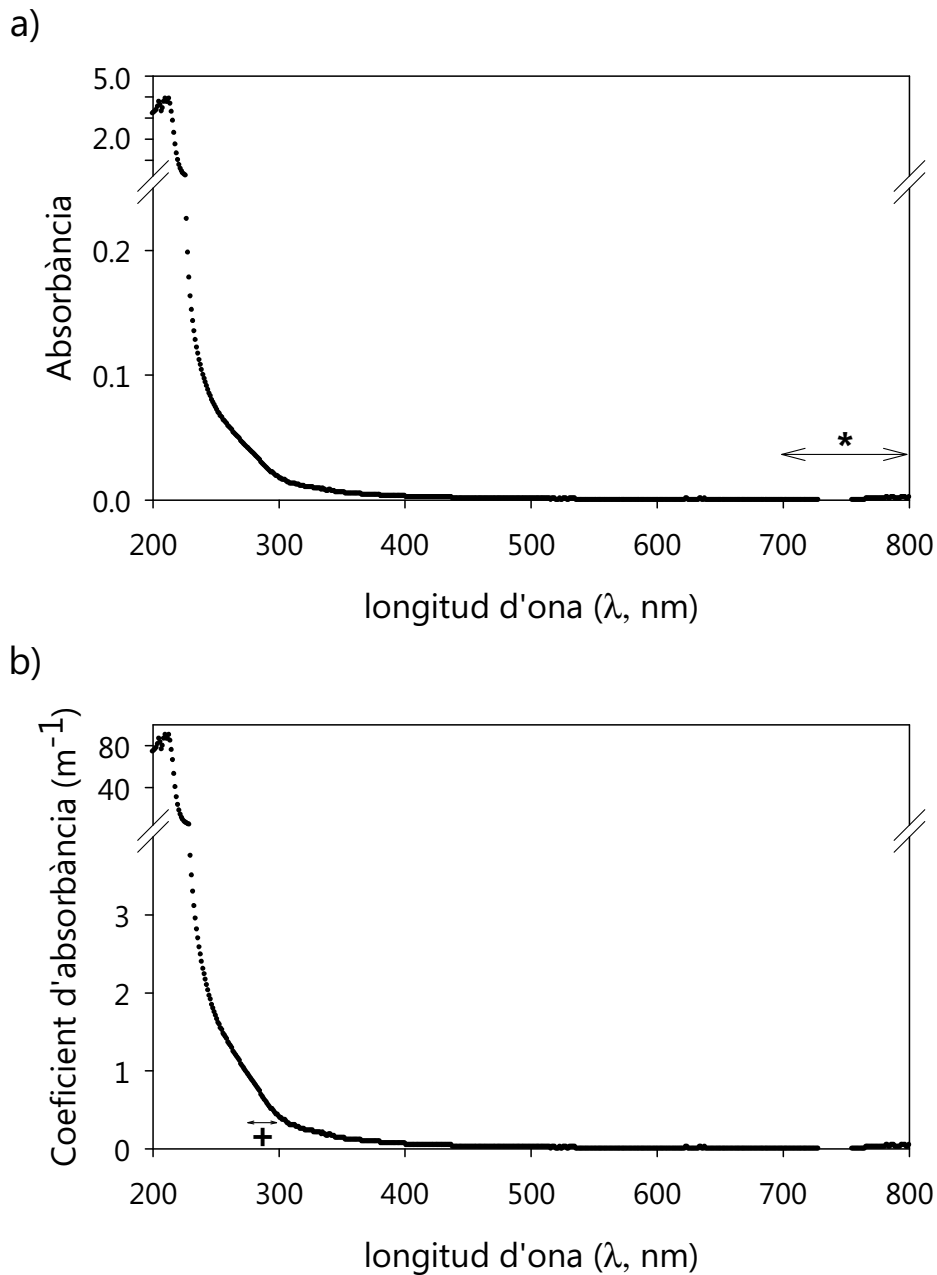 a)
Absorbància
5.0
2.0
0.2
0.1
0.0
*
200 300 400 500 600 700 800
longitud d'ona (λ, nm)
b)
Coeficient d'absorbància (m⁻¹)
80
40
3
2
1
0
+
200 300 400 500 600 700 800
longitud d'ona (λ, nm)